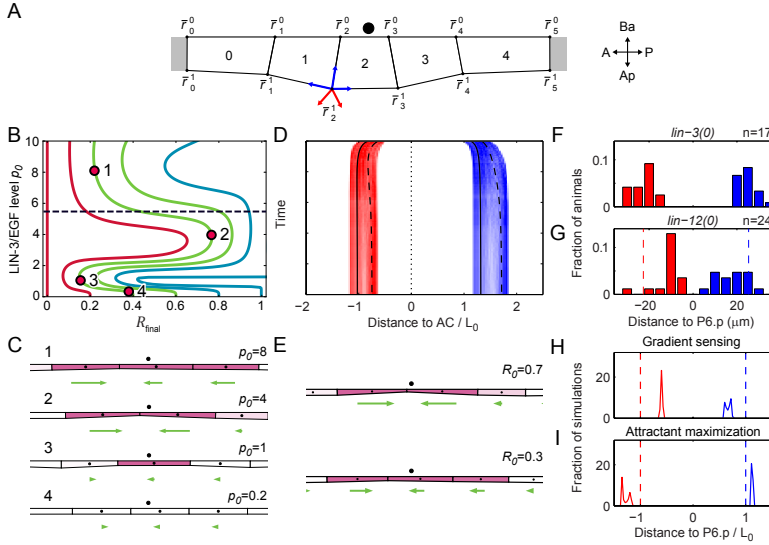 A
r̄₀⁰ r̄₁⁰ r̄₂⁰ r̄₃⁰ r̄₄⁰ r̄₅⁰
0 1 2 3 4
r̄₀¹ r̄₁¹ r̄₂¹ r̄₃¹ r̄₄¹ r̄₅¹
Ba
A P
Ap
B
LIN-3/EGF level p₀
10
8
6
4
2
0
1
2
3
4
0 0.2 0.4 0.6 0.8 1
R_final
C
1 p₀=8
2 p₀=4
3 p₀=1
4 p₀=0.2
D
Time
−2 −1 0 1 2
Distance to AC / L₀
E
R₀=0.7
R₀=0.3
F
lin-3(0) n=17
0.1
0
G
lin-12(0) n=24
0.1
0
Fraction of animals
−20 0 20
Distance to P6.p (μm)
H
Gradient sensing
20
0
I
Attractant maximization
20
0
Fraction of simulations
−1 0 1
Distance to P6.p / L₀